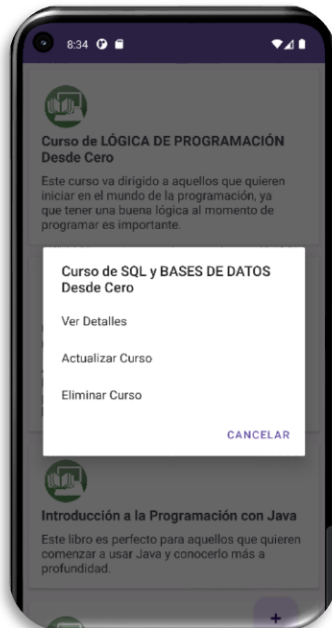 8:34
Curso de LÓGICA DE PROGRAMACIÓN
Desde Cero
Este curso va dirigido a aquellos que quieren
iniciar en el mundo de la programación, ya
que tener una buena lógica al momento de
programar es importante.
Curso de SQL y BASES DE DATOS
Desde Cero
Ver Detalles
Actualizar Curso
Eliminar Curso
CANCELAR
Introducción a la Programación con Java
Este libro es perfecto para aquellos que quieren
comenzar a usar Java y conocerlo más a
profundidad.
+